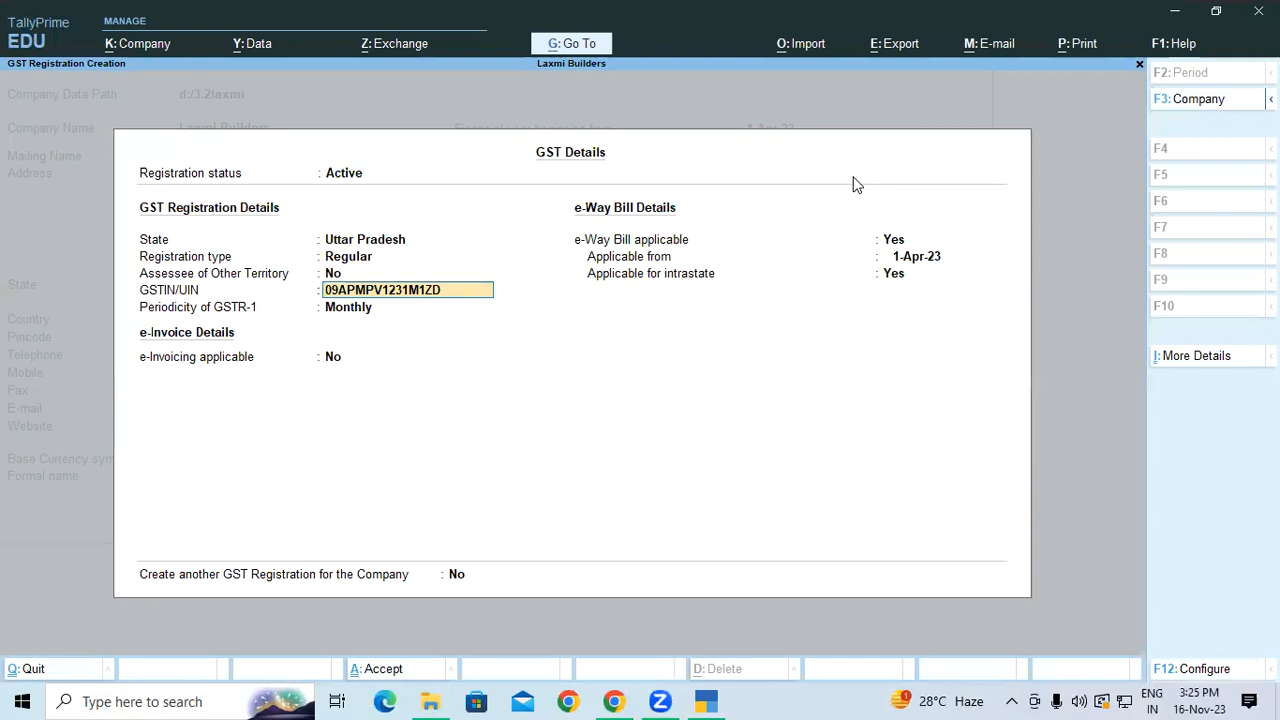 TallyPrime
EDU
MANAGE
K: Company
Y: Data
Z: Exchange
G: Go To
O: Import
E: Export
M: E-mail
P: Print
F1: Help
GST Registration Creation
Laxmi Builders
Company Data Path d:/3.2laxmi
Company Name
Mailing Name
Address
State
Country
Pincode
Telephone
Mobile
Fax
E-mail
Website
Base Currency sym
Formal name
GST Details
Registration status : Active
GST Registration Details
State : Uttar Pradesh
Registration type : Regular
Assessee of Other Territory : No
GSTIN/UIN : 09APMPV1231M1ZD
Periodicity of GSTR-1 : Monthly
e-Invoice Details
e-Invoicing applicable : No
e-Way Bill Details
e-Way Bill applicable : Yes
Applicable from : 1-Apr-23
Applicable for intrastate : Yes
Create another GST Registration for the Company : No
F2: Period
F3: Company
F4
F5
F6
F7
F8
F9
F10
I: More Details
Q: Quit
A: Accept
D: Delete
F12: Configure
Type here to search
1
28°C Haze
ENG
IN
3:25 PM
16-Nov-23